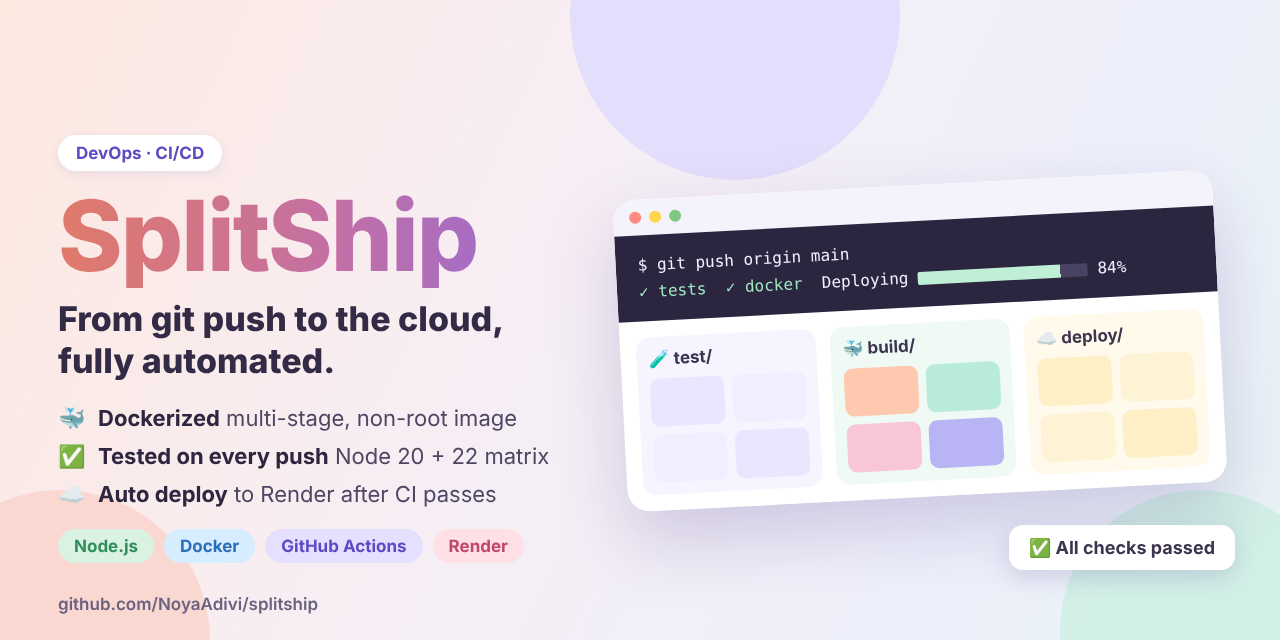 DevOps · CI/CD
SplitShip
From git push to the cloud,
fully automated.
🐳 Dockerized multi-stage, non-root image
✅ Tested on every push Node 20 + 22 matrix
☁️ Auto deploy to Render after CI passes
Node.js Docker GitHub Actions Render
github.com/NoyaAdivi/splitship
$ git push origin main
✓ tests ✓ docker Deploying 84%
🧪 test/ 🐳 build/ ☁️ deploy/
✅ All checks passed